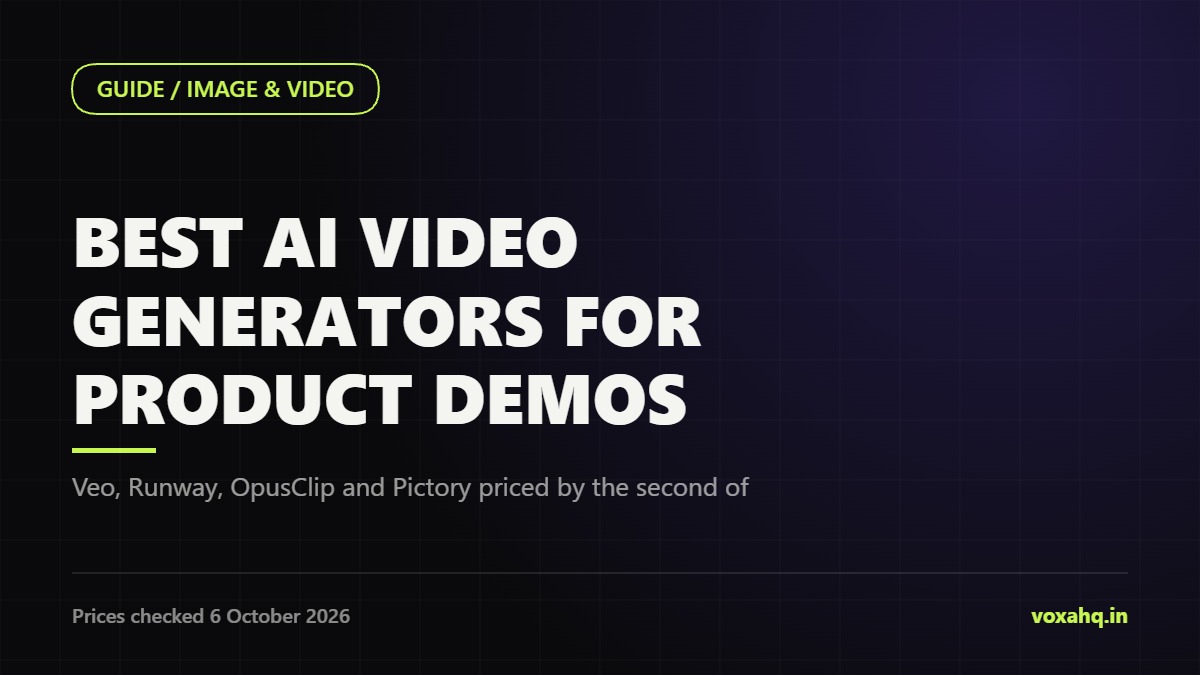 GUIDE / IMAGE & VIDEO
BEST AI VIDEO
GENERATORS FOR
PRODUCT DEMOS
Veo, Runway, OpusClip and Pictory priced by the second of
Prices checked 6 October 2026
voxahq.in